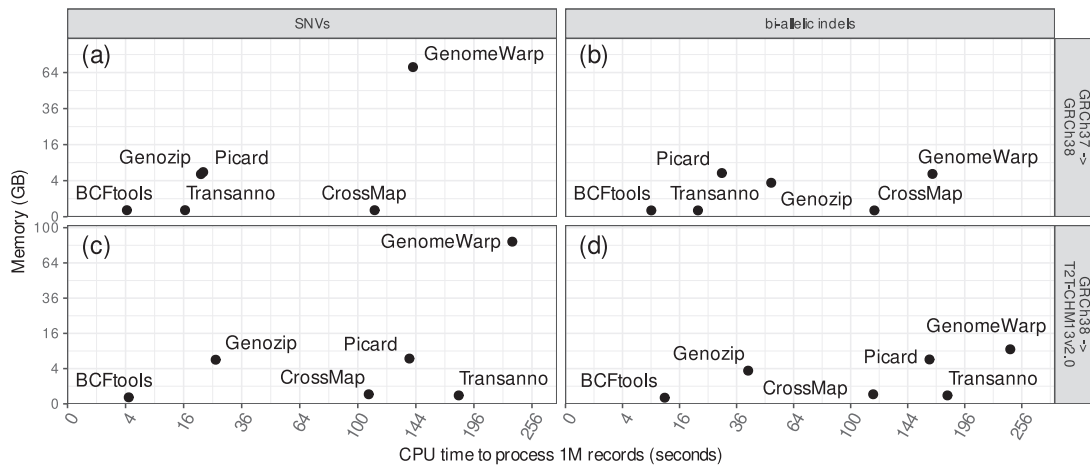 SNVs
bi-allelic indels
(a)
GenomeWarp
Genozip
Picard
BCFtools
Transanno
CrossMap
64
36
16
4
0
(b)
Picard
GenomeWarp
Genozip
BCFtools
Transanno
CrossMap
GRCh37 ->
GRCh38
Memory (GB)
(c)
GenomeWarp
Genozip
Picard
BCFtools
CrossMap
Transanno
100
64
36
16
4
0
(d)
GenomeWarp
Genozip
Picard
BCFtools
CrossMap
Transanno
GRCh38 ->
T2T-CHM13v2.0
0 4 16 36 64 100 144 196 256
0 4 16 36 64 100 144 196 256
CPU time to process 1M records (seconds)